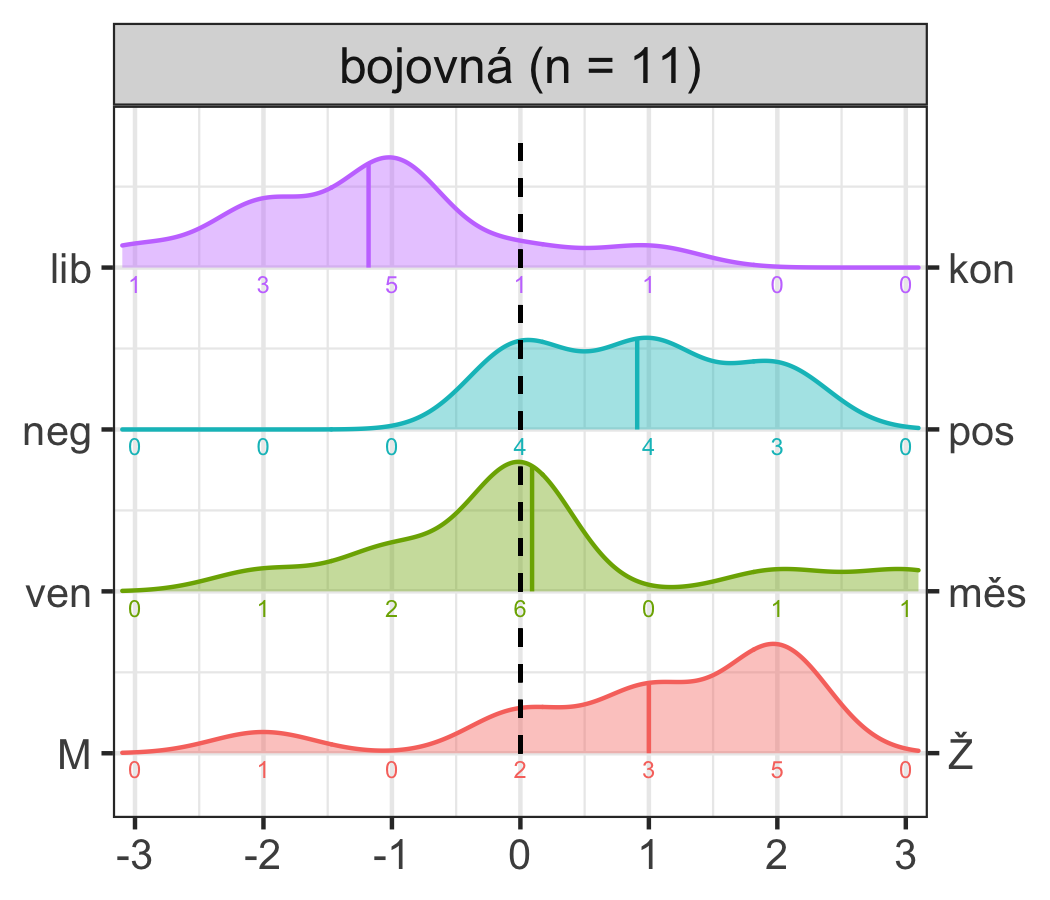 bojovná (n = 11)
lib kon
1 3 5 1 1 0 0
neg pos
0 0 0 4 4 3 0
ven měs
0 1 2 6 0 1 1
M Ž
0 1 0 2 3 5 0
-3 -2 -1 0 1 2 3